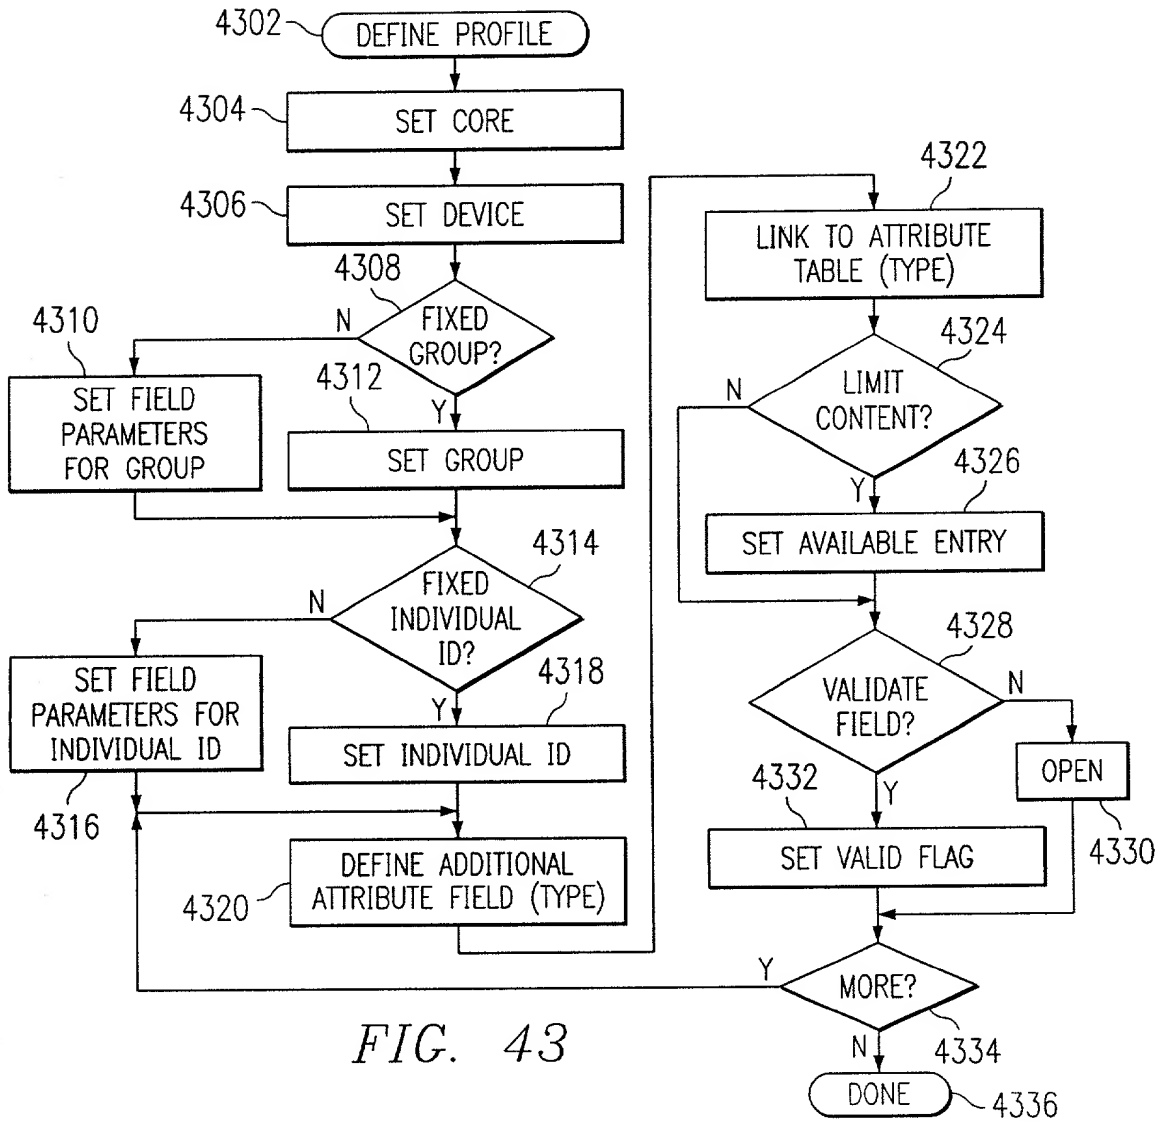 4302
DEFINE PROFILE
4304
SET CORE
4306
SET DEVICE
4308
FIXED
GROUP?
N
Y
4310
SET FIELD
PARAMETERS
FOR GROUP
4312
SET GROUP
4314
FIXED
INDIVIDUAL
ID?
N
Y
4316
SET FIELD
PARAMETERS FOR
INDIVIDUAL ID
4318
SET INDIVIDUAL ID
4320
DEFINE ADDITIONAL
ATTRIBUTE FIELD (TYPE)
4322
LINK TO ATTRIBUTE
TABLE (TYPE)
4324
LIMIT
CONTENT?
N
Y
4326
SET AVAILABLE ENTRY
4328
VALIDATE
FIELD?
N
Y
OPEN
4330
4332
SET VALID FLAG
Y
MORE?
4334
N
DONE
4336
FIG. 43